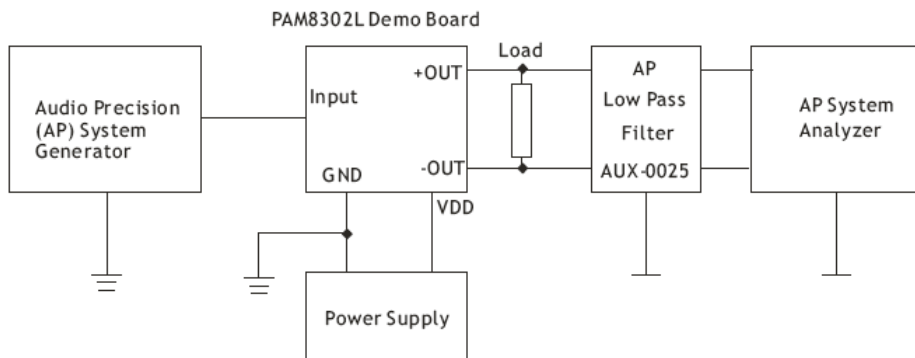 PAM8302L Demo Board
Audio Precision
(AP) System
Generator
Input
+OUT
-OUT
GND
VDD
Power Supply
Load
AP
Low Pass
Filter
AUX-0025
AP System
Analyzer